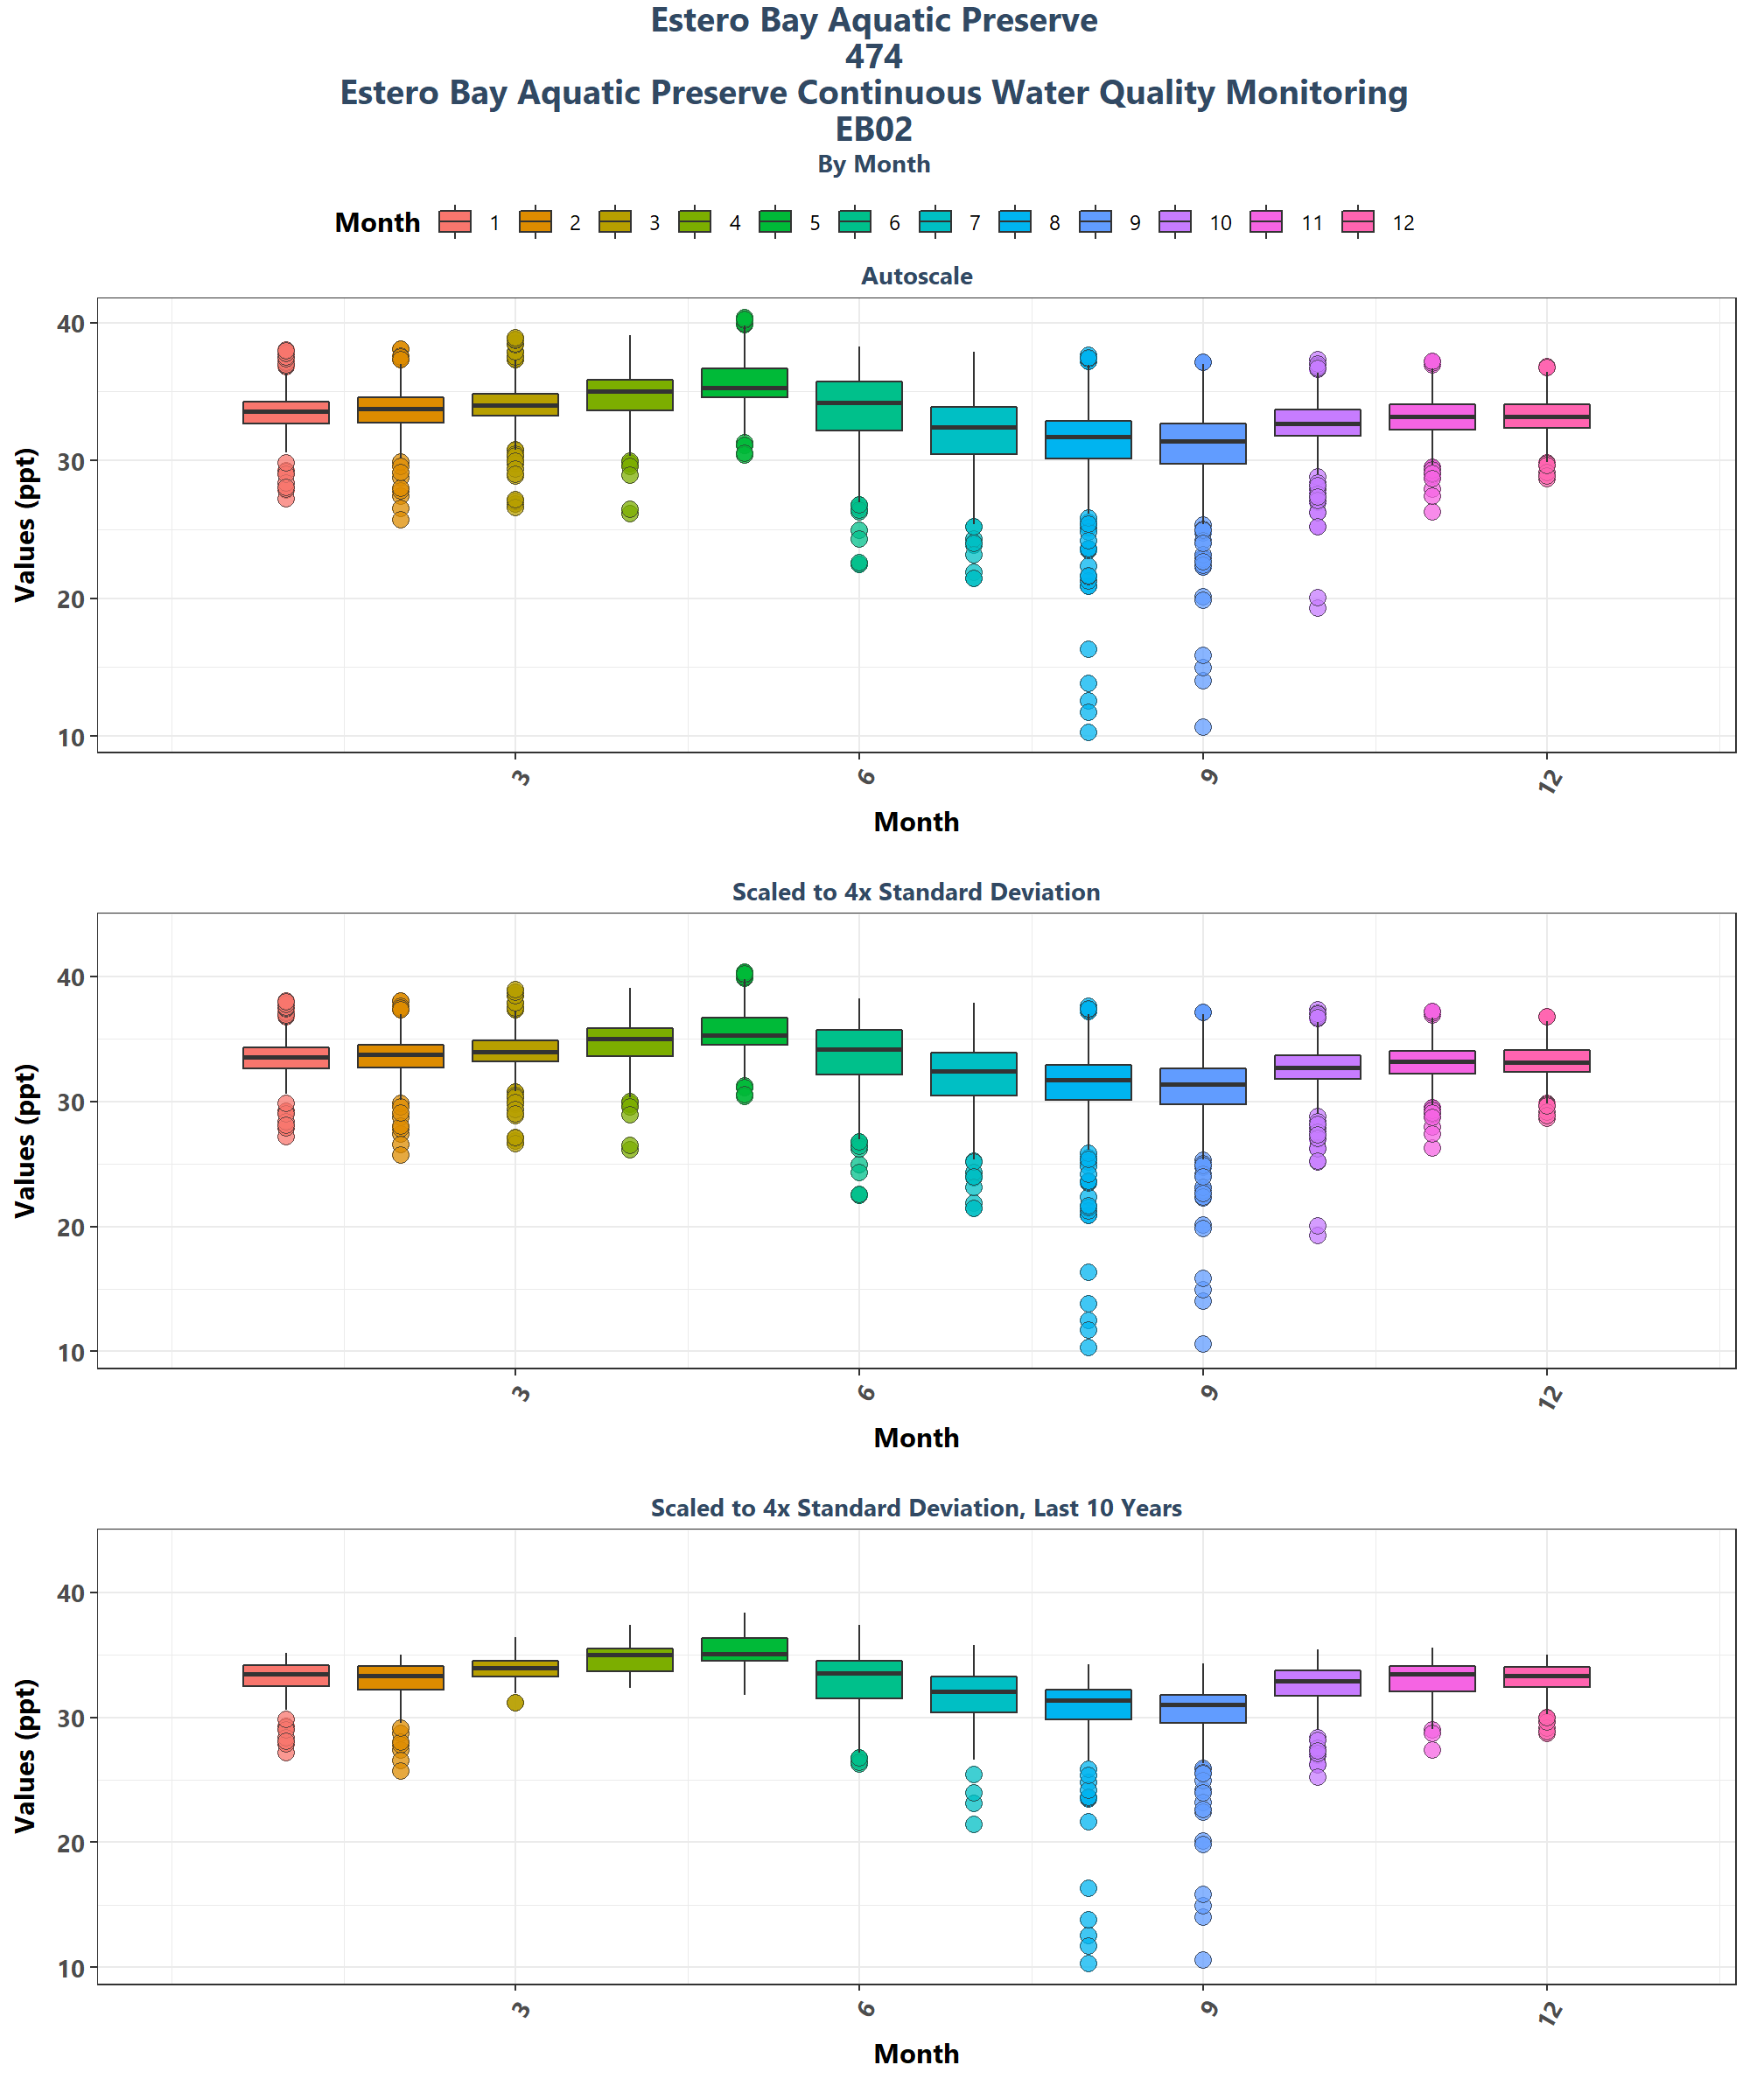 Estero Bay Aquatic Preserve
474
Estero Bay Aquatic Preserve Continuous Water Quality Monitoring
EB02
By Month
Month 1 2 3 4 5 6 7 8 9 10 11 12
Autoscale
Values (ppt)
40
30
20
10
3 6 9 12
Month
Scaled to 4x Standard Deviation
Values (ppt)
40
30
20
10
3 6 9 12
Month
Scaled to 4x Standard Deviation, Last 10 Years
Values (ppt)
40
30
20
10
3 6 9 12
Month